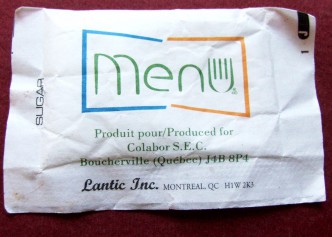 SUGAR
menu
Produit pour/Produced for
Colabor S.E.C.
Boucherville (Québec) J4B 8P4
Lantic Inc. MONTREAL, QC H1W 2K3